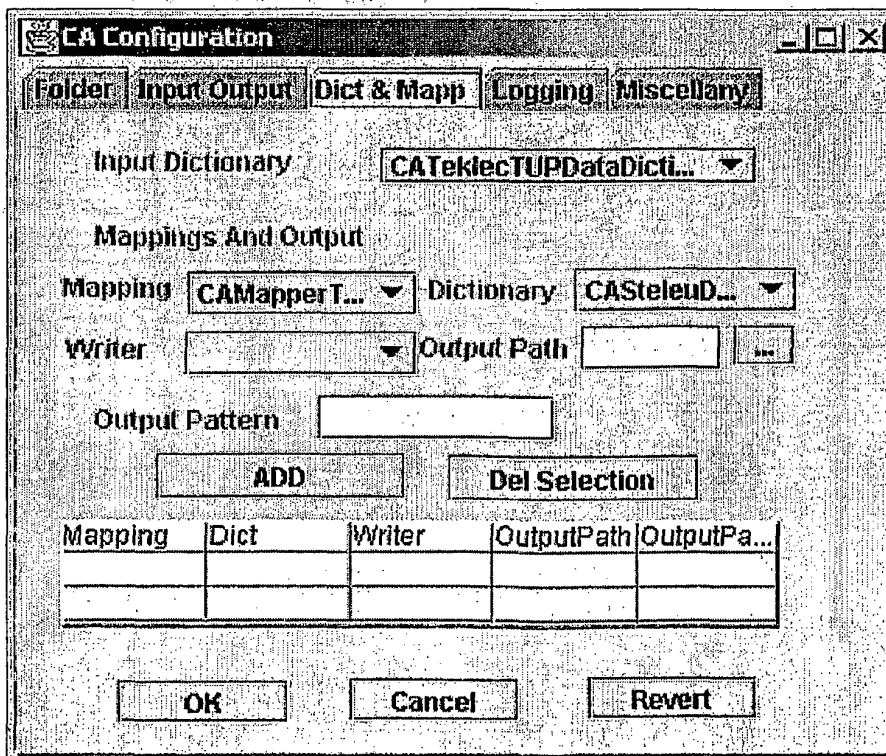 CA Configuration
Folder Input Output Dict & Mapp Logging Miscellany
Input Dictionary CATeklecTUPDataDicti...
Mappings And Output
Mapping CAMapperT... Dictionary CASteleuD...
Writer Output Path ...
Output Pattern
ADD Del Selection
Mapping Dict Writer OutputPath OutputPa...
OK Cancel Revert